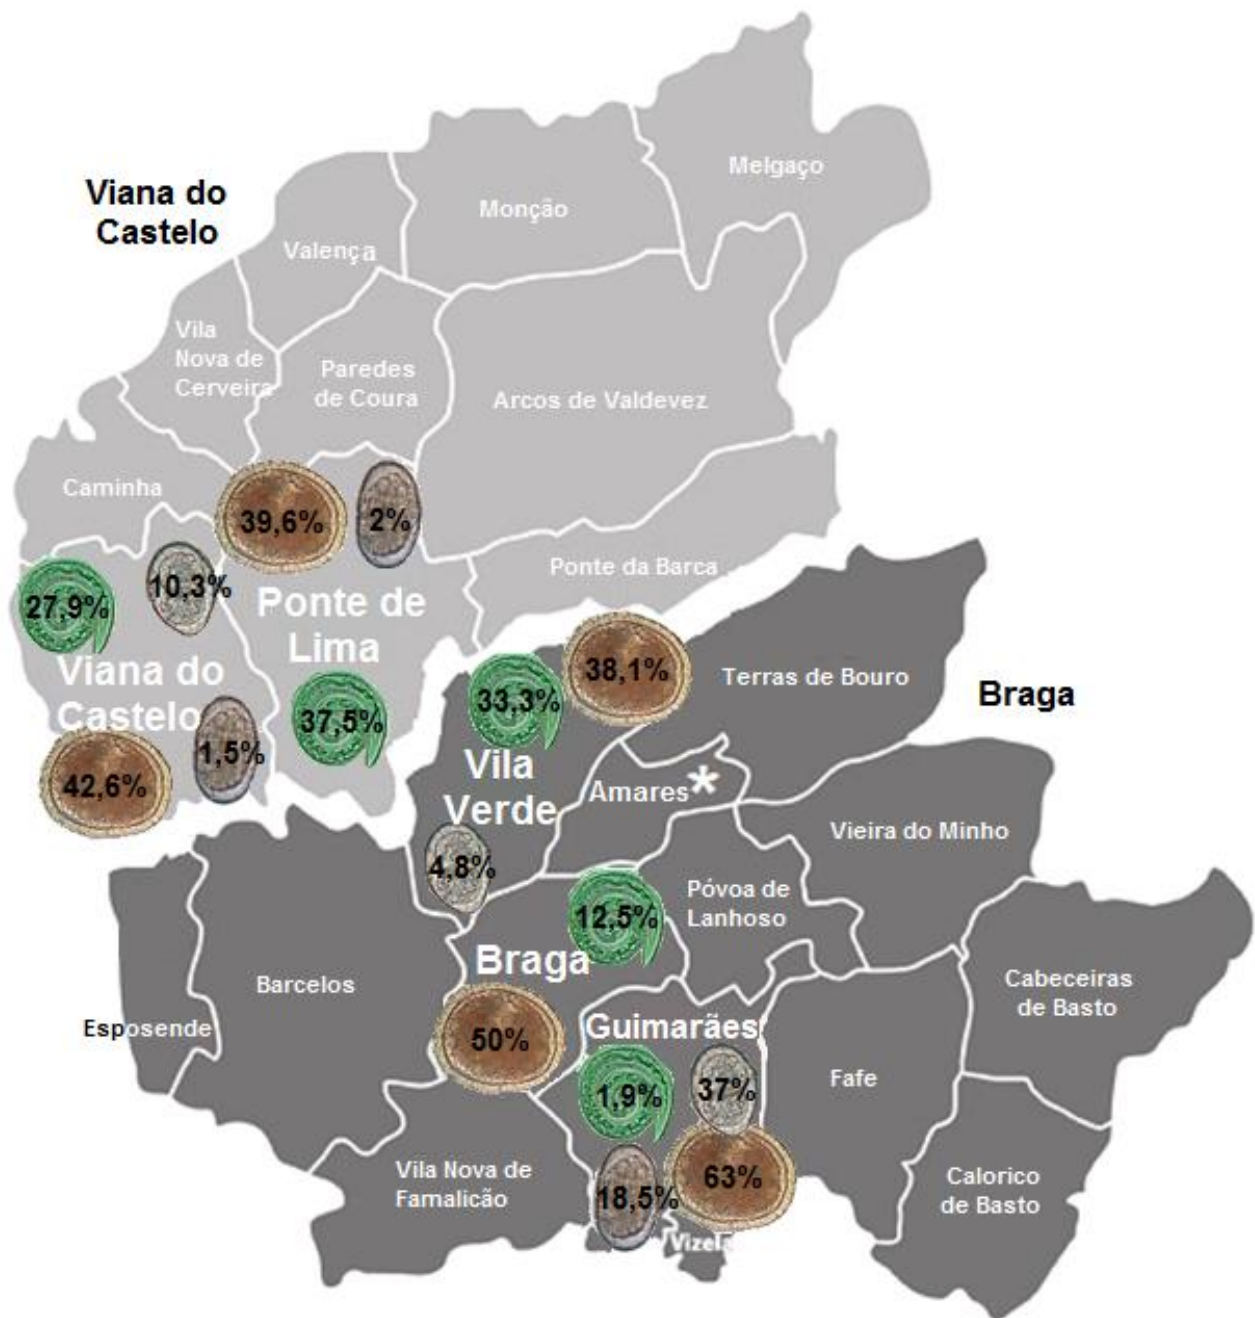 Melgaço
Viana do
Castelo
Monção
Valença
Vila
Nova de
Cerveira
Paredes
de Coura
Arcos de Valdevez
Caminha
39,6%
2%
Ponte da Barca
10,3%
27,9%
Ponte de
Lima
Viana do
Castelo
37,5%
1,5%
42,6%
33,3%
38,1%
Terras de Bouro
Braga
Vila
Verde
Amares*
Vieira do Minho
4,8%
12,5%
Póvoa de
Lanhoso
Braga
Barcelos
Cabeceiras
de Basto
Esposende
50%
Guimarães
1,9%
37%
Fafe
Vila Nova de
Famalicão
18,5%
63%
Calorico
de Basto
Vizela